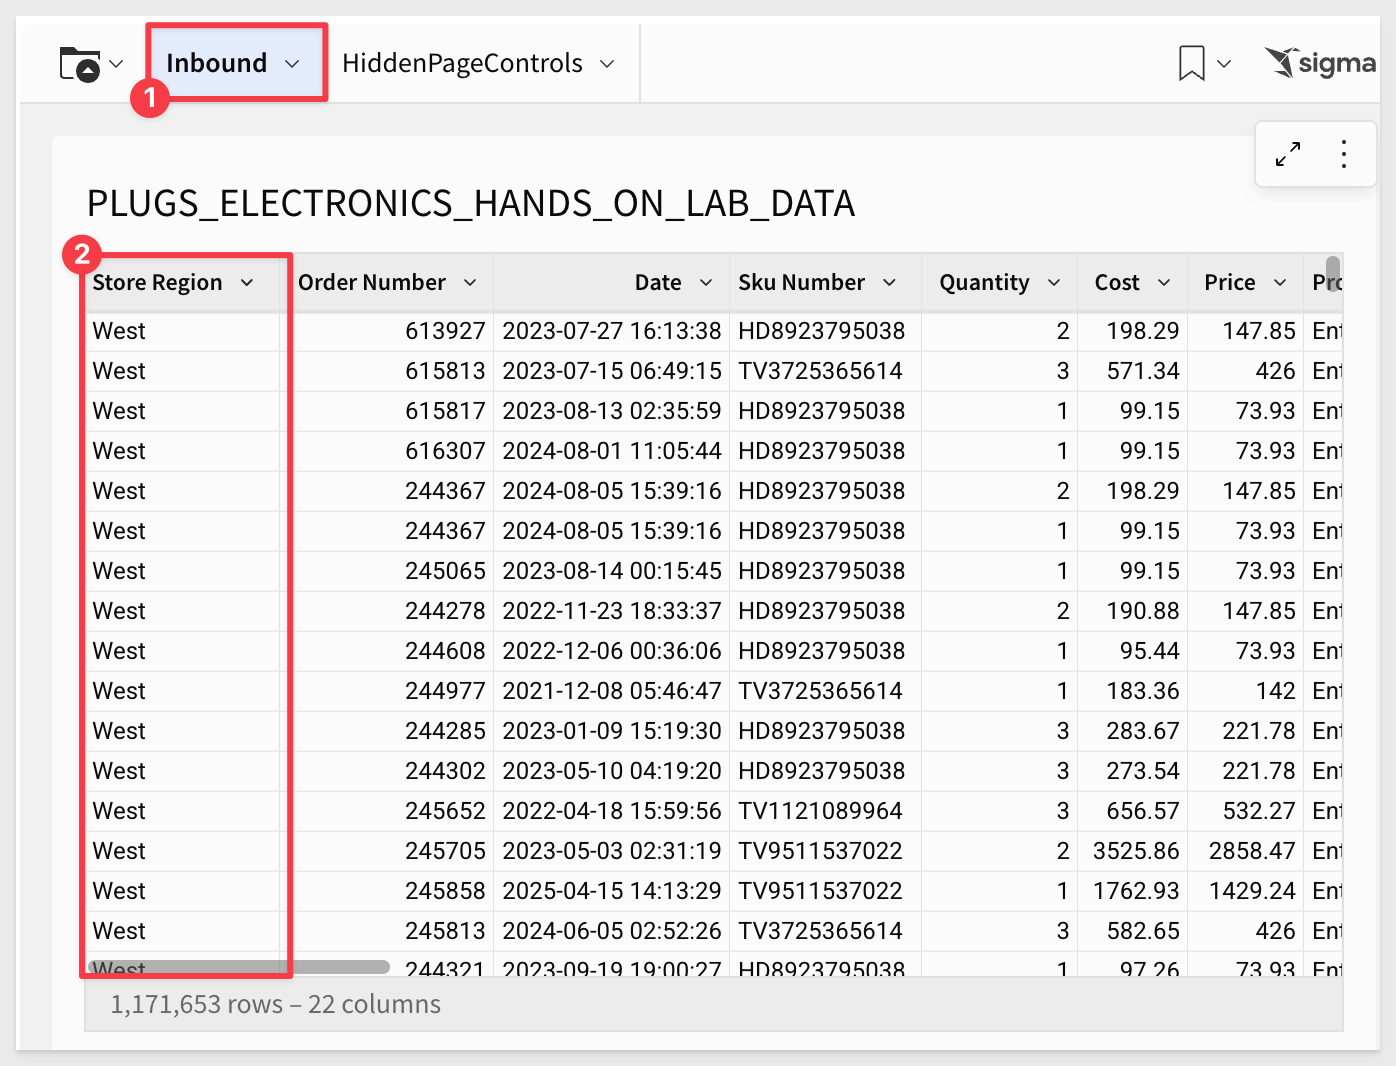 Inbound HiddenPageControls sigma
1
PLUGS_ELECTRONICS_HANDS_ON_LAB_DATA
2
Store Region Order Number Date Sku Number Quantity Cost Price Pro
West 613927 2023-07-27 16:13:38 HD8923795038 2 198.29 147.85 Ent
West 615813 2023-07-15 06:49:15 TV3725365614 3 571.34 426 Ent
West 615817 2023-08-13 02:35:59 HD8923795038 1 99.15 73.93 Ent
West 616307 2024-08-01 11:05:44 HD8923795038 1 99.15 73.93 Ent
West 244367 2024-08-05 15:39:16 HD8923795038 2 198.29 147.85 Ent
West 244367 2024-08-05 15:39:16 HD8923795038 1 99.15 73.93 Ent
West 245065 2023-08-14 00:15:45 HD8923795038 1 99.15 73.93 Ent
West 244278 2022-11-23 18:33:37 HD8923795038 2 190.88 147.85 Ent
West 244608 2022-12-06 00:36:06 HD8923795038 1 95.44 73.93 Ent
West 244977 2021-12-08 05:46:47 TV3725365614 1 183.36 142 Ent
West 244285 2023-01-09 15:19:30 HD8923795038 3 283.67 221.78 Ent
West 244302 2023-05-10 04:19:20 HD8923795038 3 273.54 221.78 Ent
West 245652 2022-04-18 15:59:56 TV1121089964 3 656.57 532.27 Ent
West 245705 2023-05-03 02:31:19 TV9511537022 2 3525.86 2858.47 Ent
West 245858 2025-04-15 14:13:29 TV9511537022 1 1762.93 1429.24 Ent
West 245813 2024-06-05 02:52:26 TV3725365614 3 582.65 426 Ent
West 244321 2023-09-19 19:00:27 HD8923795038 1 97.26 73.93 Ent
1,171,653 rows – 22 columns